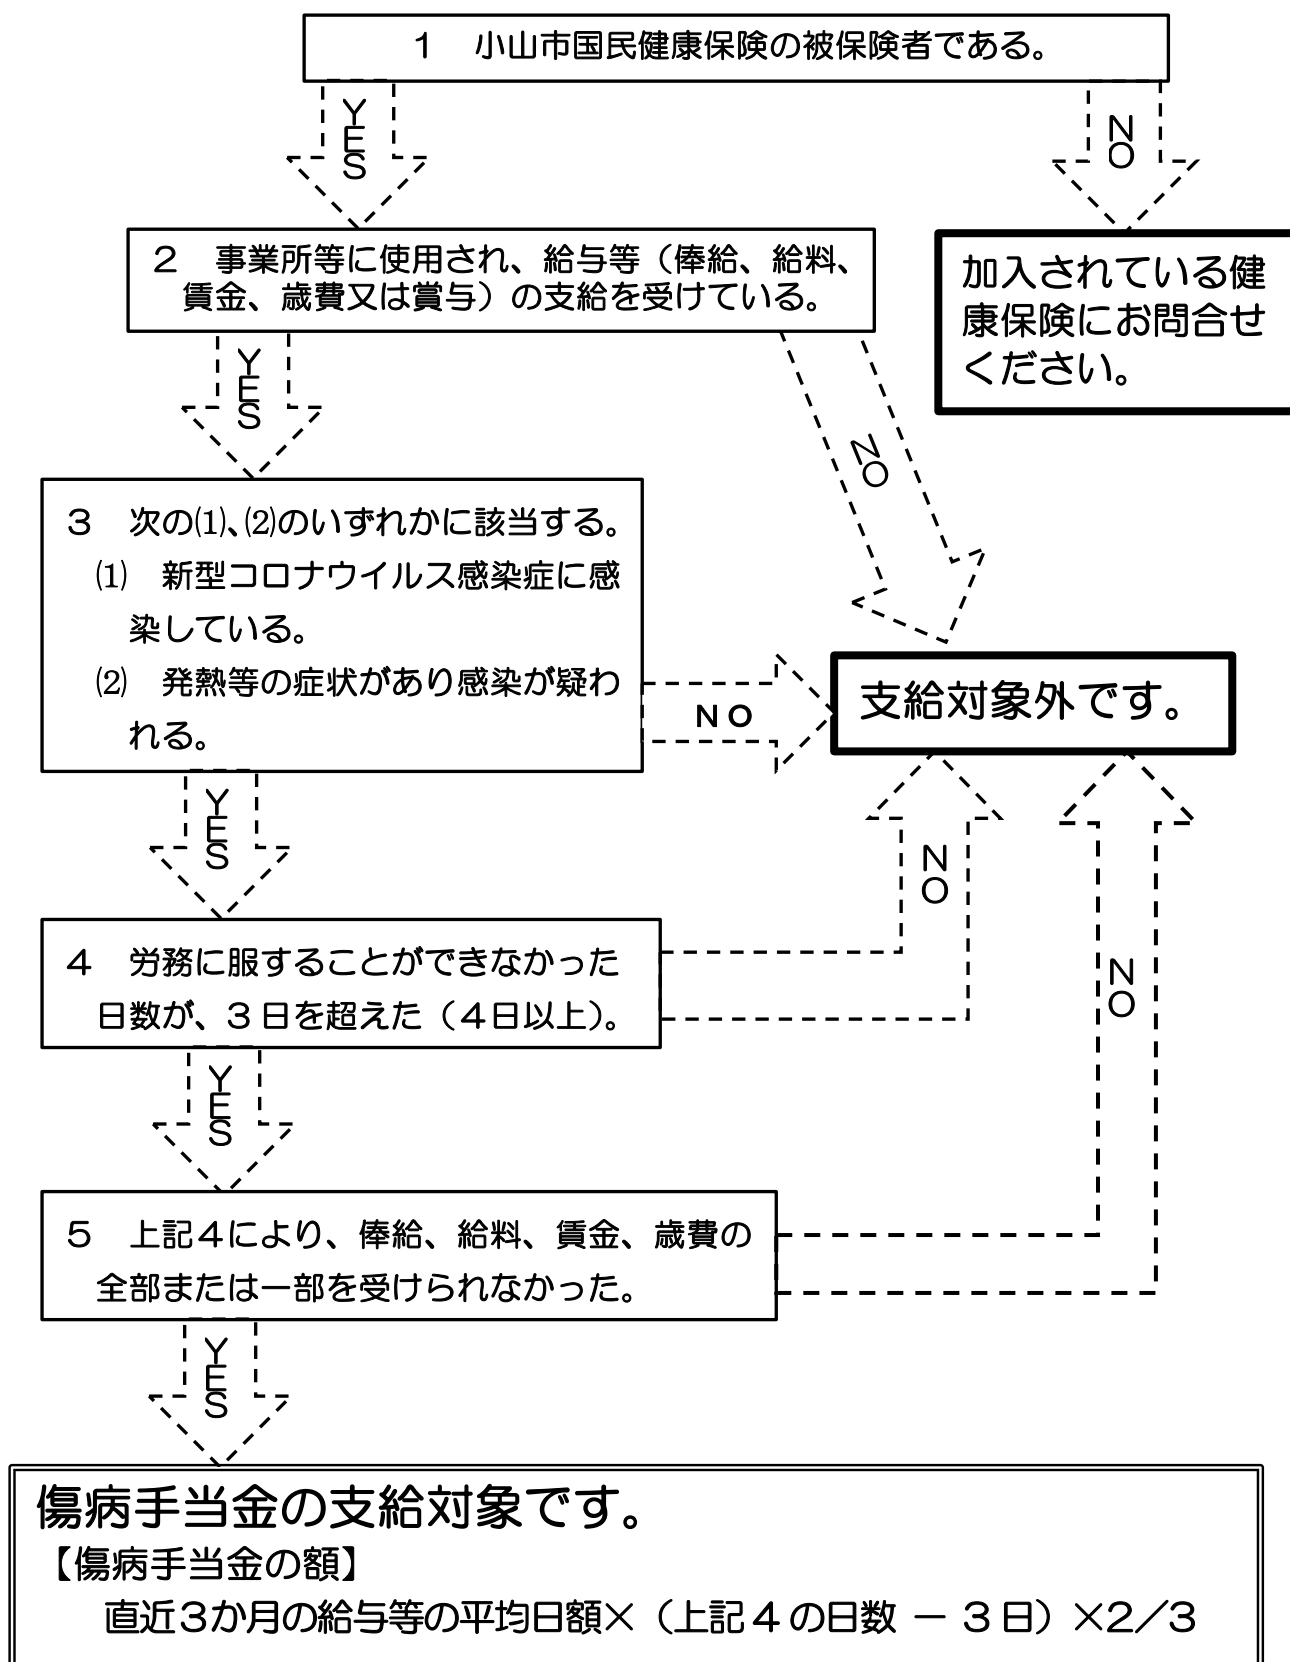 1 小山市国民健康保険の被保険者である。
YES
NO
2 事業所等に使用され、給与等（俸給、給料、
賃金、歳費又は賞与）の支給を受けている。
加入されている健
康保険にお問合せ
ください。
YES
NO
3 次の⑴、⑵のいずれかに該当する。
⑴ 新型コロナウイルス感染症に感
染している。
⑵ 発熱等の症状があり感染が疑わ
れる。
NO
支給対象外です。
YES
NO
4 労務に服することができなかった
日数が、3日を超えた（4日以上）。
NO
YES
5 上記4により、俸給、給料、賃金、歳費の
全部または一部を受けられなかった。
YES
傷病手当金の支給対象です。
【傷病手当金の額】
直近3か月の給与等の平均日額×（上記4の日数 － 3日）×2／3